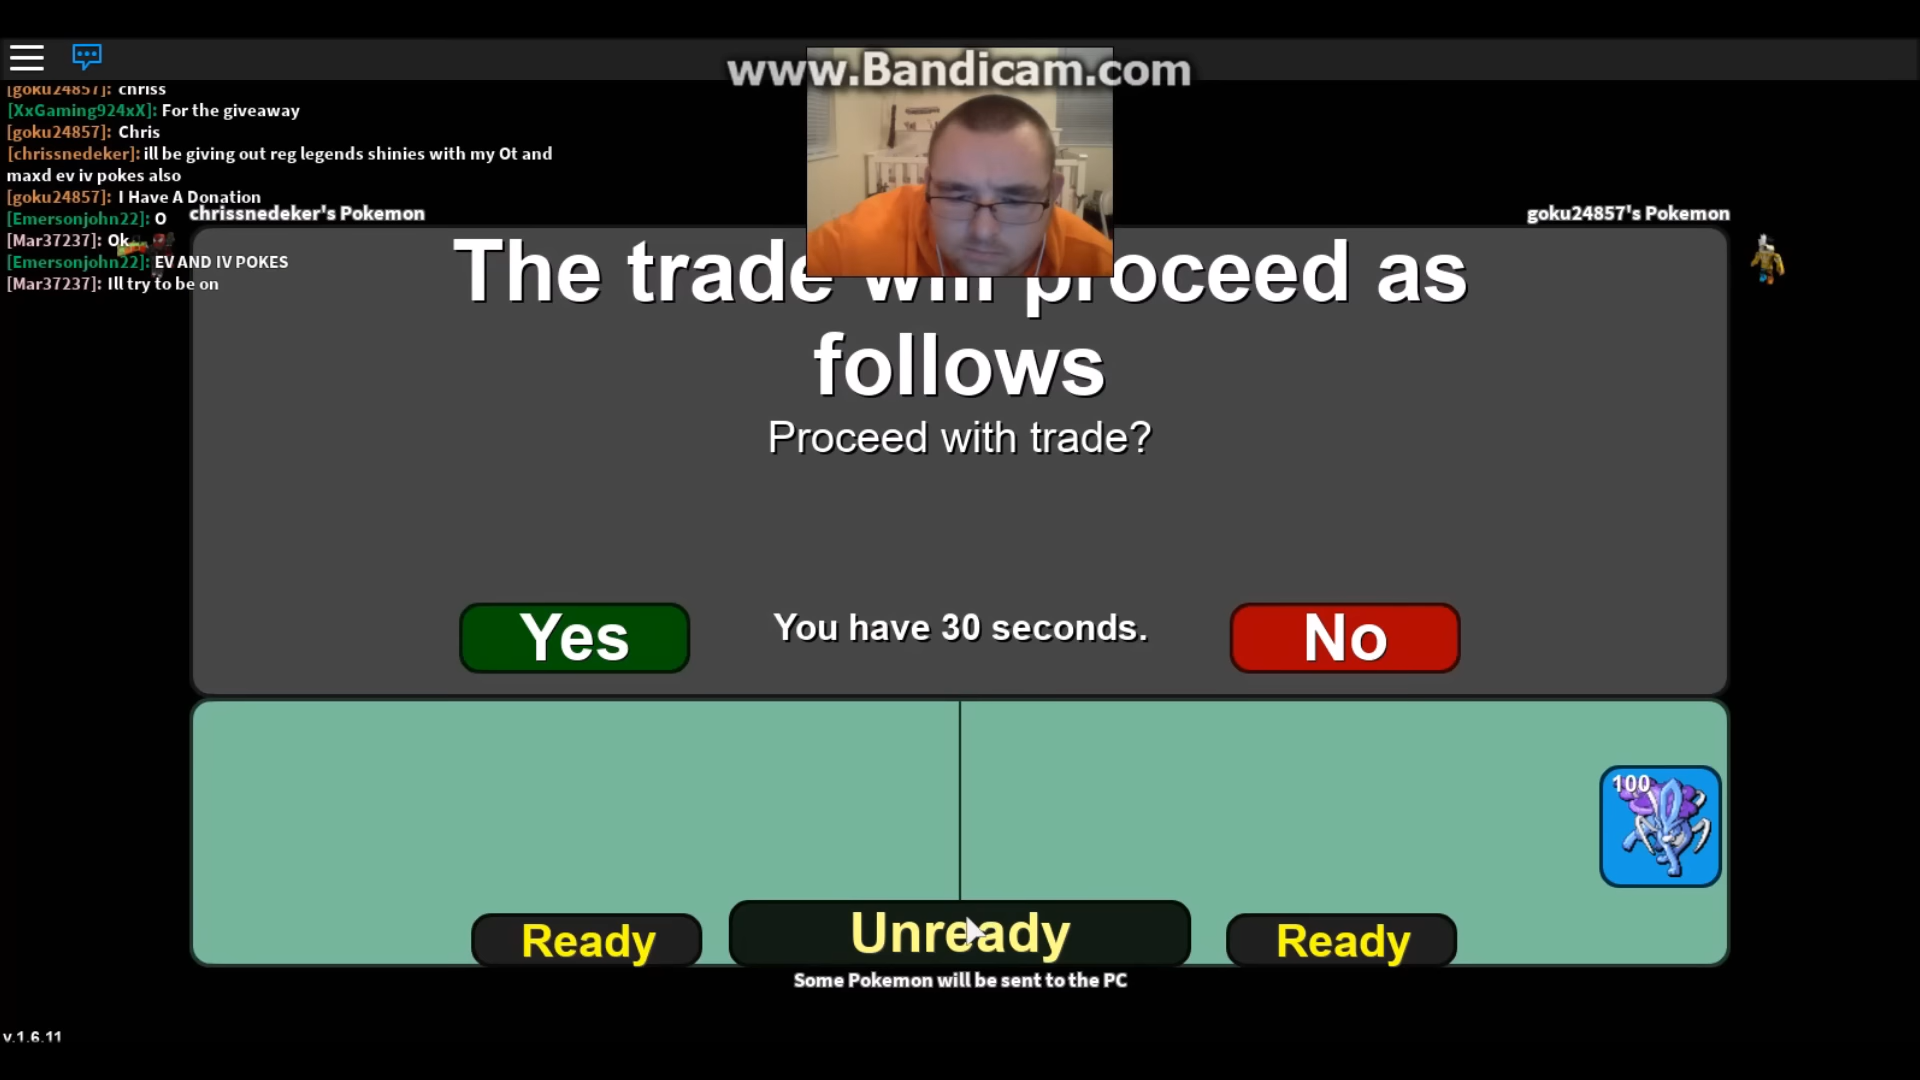 www.Bandicam.com
[goku24857]: chriss
[XxGaming924xX]: For the giveaway
[goku24857]: Chris
[chrissnedeker]: ill be giving out reg legends shinies with my Ot and
maxd ev iv pokes also
[goku24857]: I Have A Donation
[Emersonjohn22]: O
[Mar37237]: Ok
[Emersonjohn22]: EV AND IV POKES
[Mar37237]: Ill try to be on
chrissnedeker's Pokemon
goku24857's Pokemon
The trade will proceed as
follows
Proceed with trade?
Yes
You have 30 seconds.
No
100
Ready
Unready
Ready
Some Pokemon will be sent to the PC
v.1.6.11